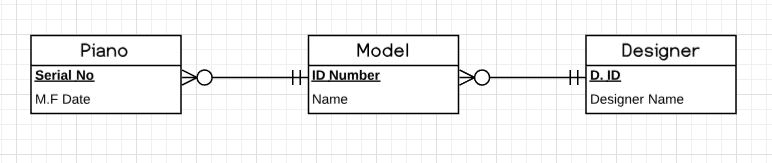 Piano
Serial No
M.F Date
Model
ID Number
Name
Designer
D. ID
Designer Name